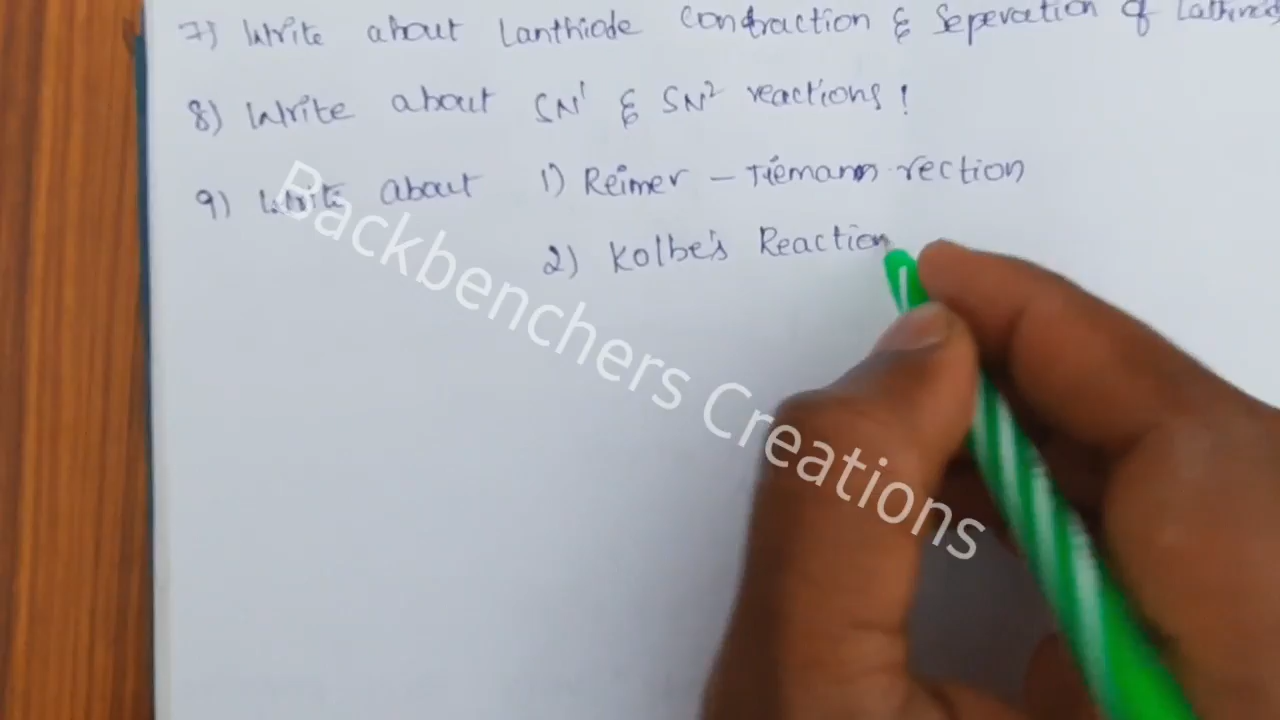 7) Write about Lanthiode Contraction & Seperation of
8) Write about SN¹ & SN² reactions!
9) Write about 1) Reimer - Tiemann rection
2) Kolbe's Reaction
Backbenchers Creations